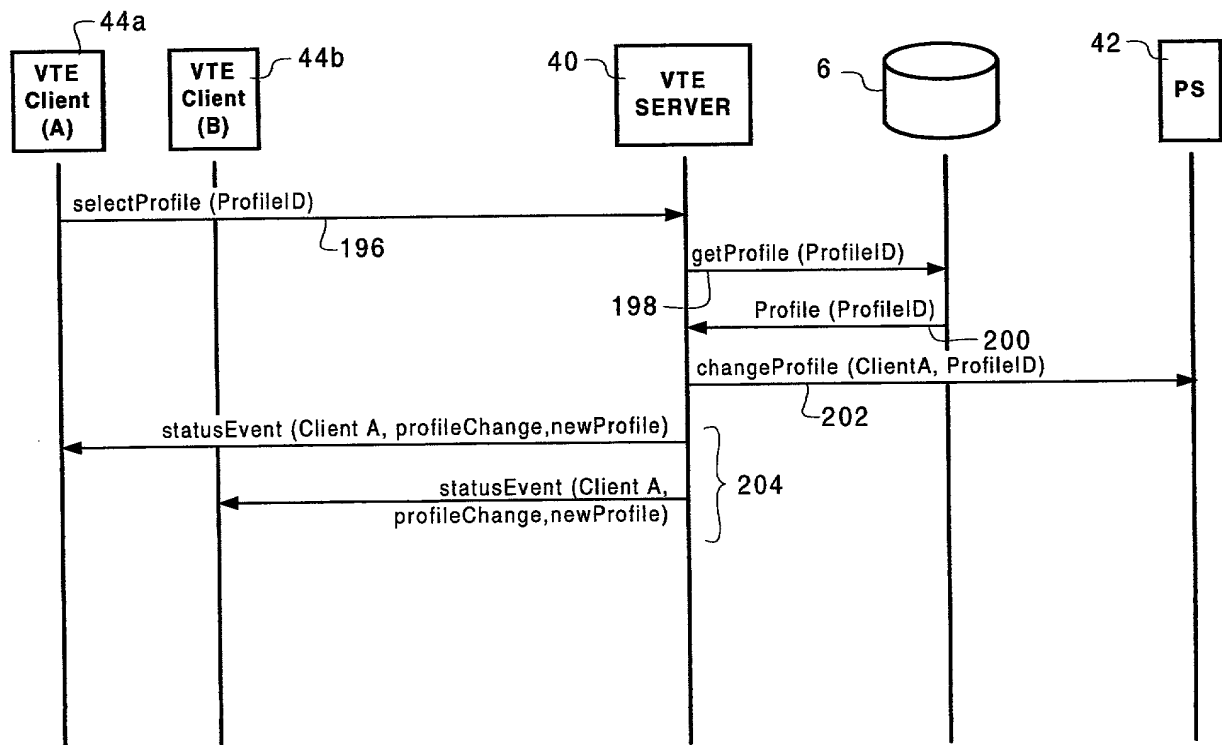 44a
VTE
Client
(A)
44b
VTE
Client
(B)
40
VTE
SERVER
6
42
PS
selectProfile (ProfileID)
196
getProfile (ProfileID)
198
Profile (ProfileID)
200
changeProfile (ClientA, ProfileID)
202
statusEvent (Client A, profileChange,newProfile)
statusEvent (Client A,
profileChange,newProfile)
204